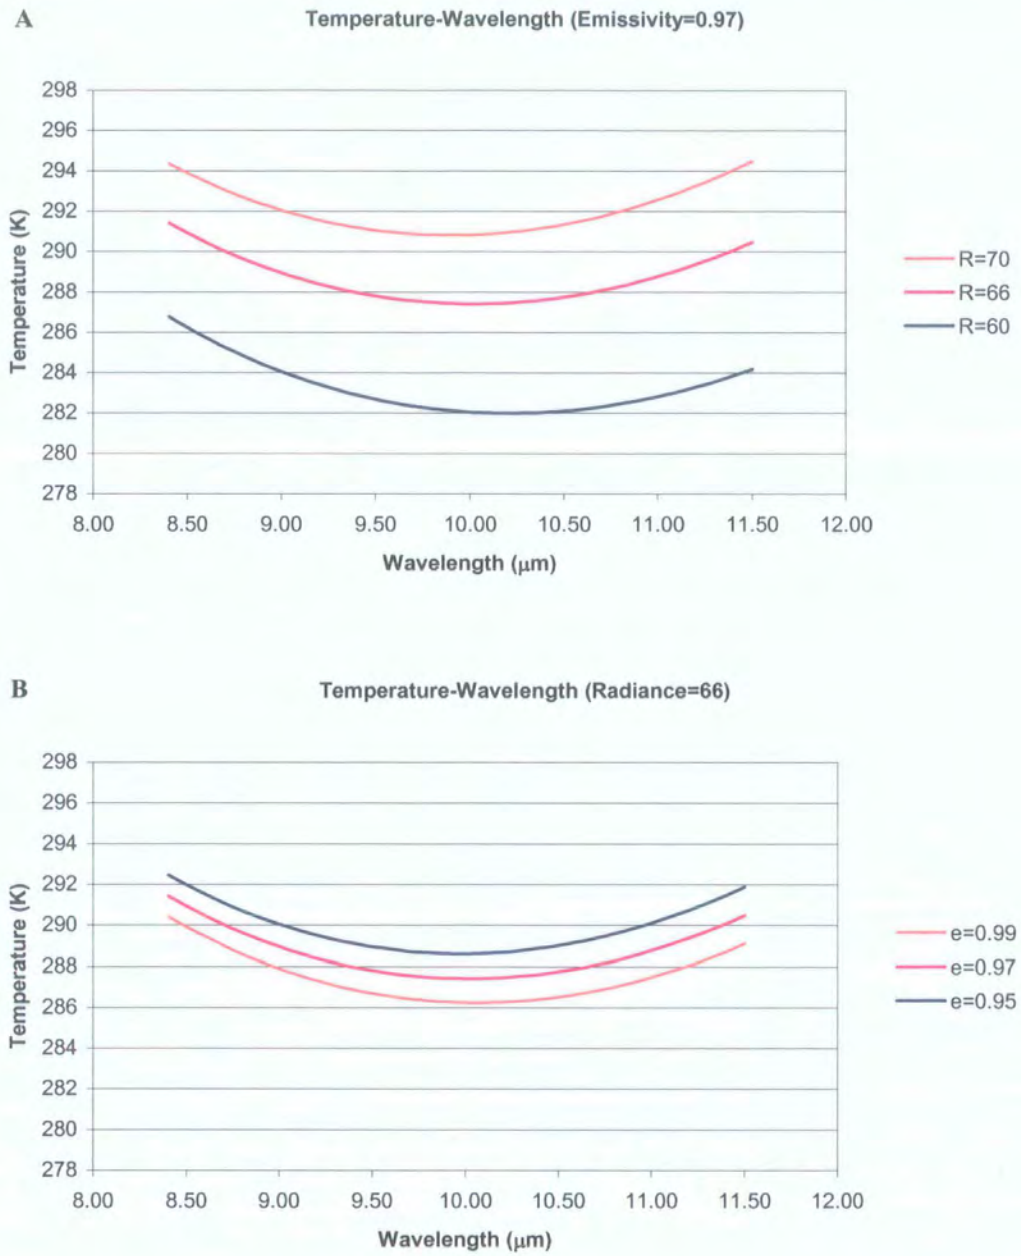 A
Temperature-Wavelength (Emissivity=0.97)
298
296
294
292
290
288
286
284
282
280
278
Temperature (K)
8.00 8.50 9.00 9.50 10.00 10.50 11.00 11.50 12.00
Wavelength (μm)
R=70
R=66
R=60
B
Temperature-Wavelength (Radiance=66)
298
296
294
292
290
288
286
284
282
280
278
Temperature (K)
8.00 8.50 9.00 9.50 10.00 10.50 11.00 11.50 12.00
Wavelength (μm)
e=0.99
e=0.97
e=0.95